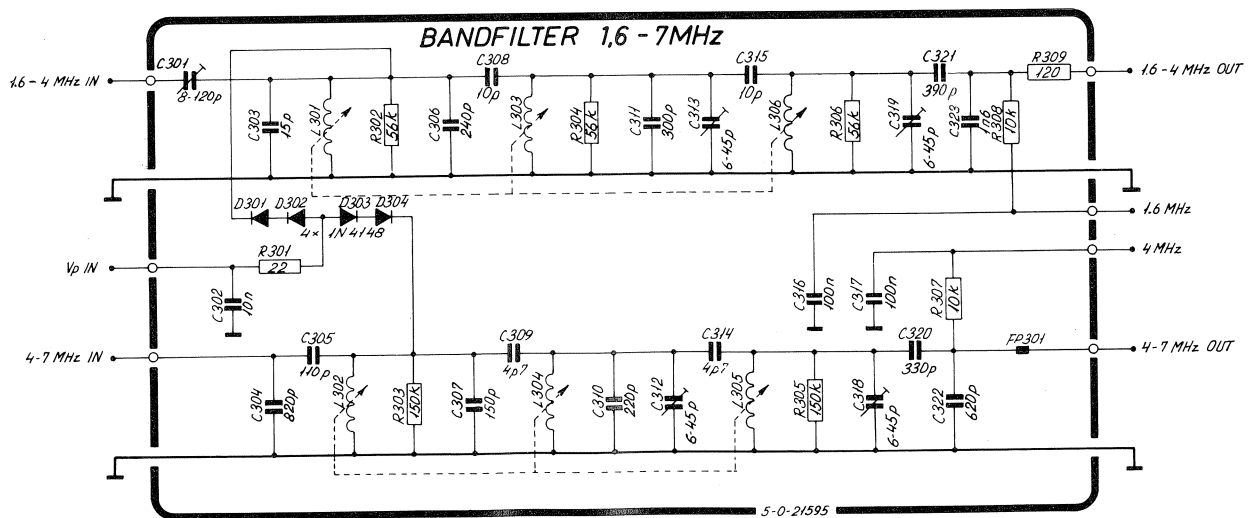 BANDFILTER 1,6 - 7MHz
1.6-4 MHz IN
C301
8-120p
C303
15p
L301
R302
56k
C306
240p
C308
10p
L303
R304
56k
C311
300p
C313
6-45p
C315
10p
L306
R306
56k
C319
6-45p
C321
390p
C323
R308
10k
R309
120
1.6-4 MHz OUT
D301
D302
D303
D304
4× 1N4148
1.6 MHz
Vp IN
R301
22
C302
10n
C316
100n
C317
100n
R307
10k
4 MHz
4-7 MHz IN
C304
820p
C305
110p
L302
R303
150k
C307
150p
C309
4p7
L304
C310
220p
C312
6-45p
C314
4p7
L305
R305
150k
C318
6-45p
C320
330p
C322
620p
FP301
4-7 MHz OUT
5-0-21595